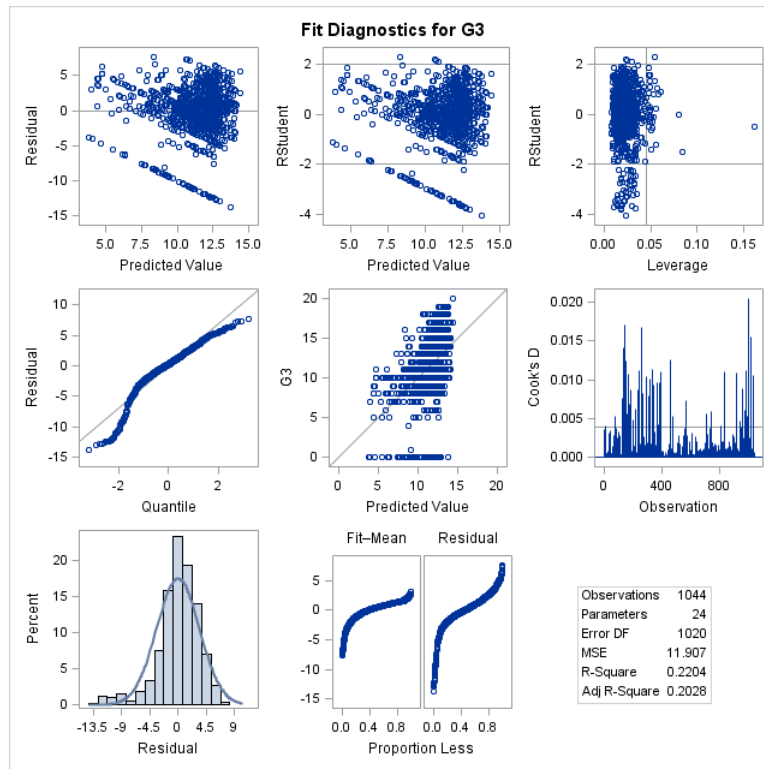 Fit Diagnostics for G3
Residual
5
0
-5
-10
-15
5.0 7.5 10.0 12.5 15.0
Predicted Value
RStudent
2
0
-2
-4
5.0 7.5 10.0 12.5 15.0
Predicted Value
RStudent
2
0
-2
-4
0.00 0.05 0.10 0.15
Leverage
Residual
10
5
0
-5
-10
-15
-2 0 2
Quantile
G3
20
15
10
5
0
0 5 10 15 20
Predicted Value
Cook's D
0.020
0.015
0.010
0.005
0.000
0 400 800
Observation
Percent
20
15
10
5
0
-13.5 -9 -4.5 0 4.5 9
Residual
Fit–Mean Residual
5
0
-5
-10
-15
0.0 0.4 0.8 0.0 0.4 0.8
Proportion Less
Observations 1044
Parameters 24
Error DF 1020
MSE 11.907
R-Square 0.2204
Adj R-Square 0.2028